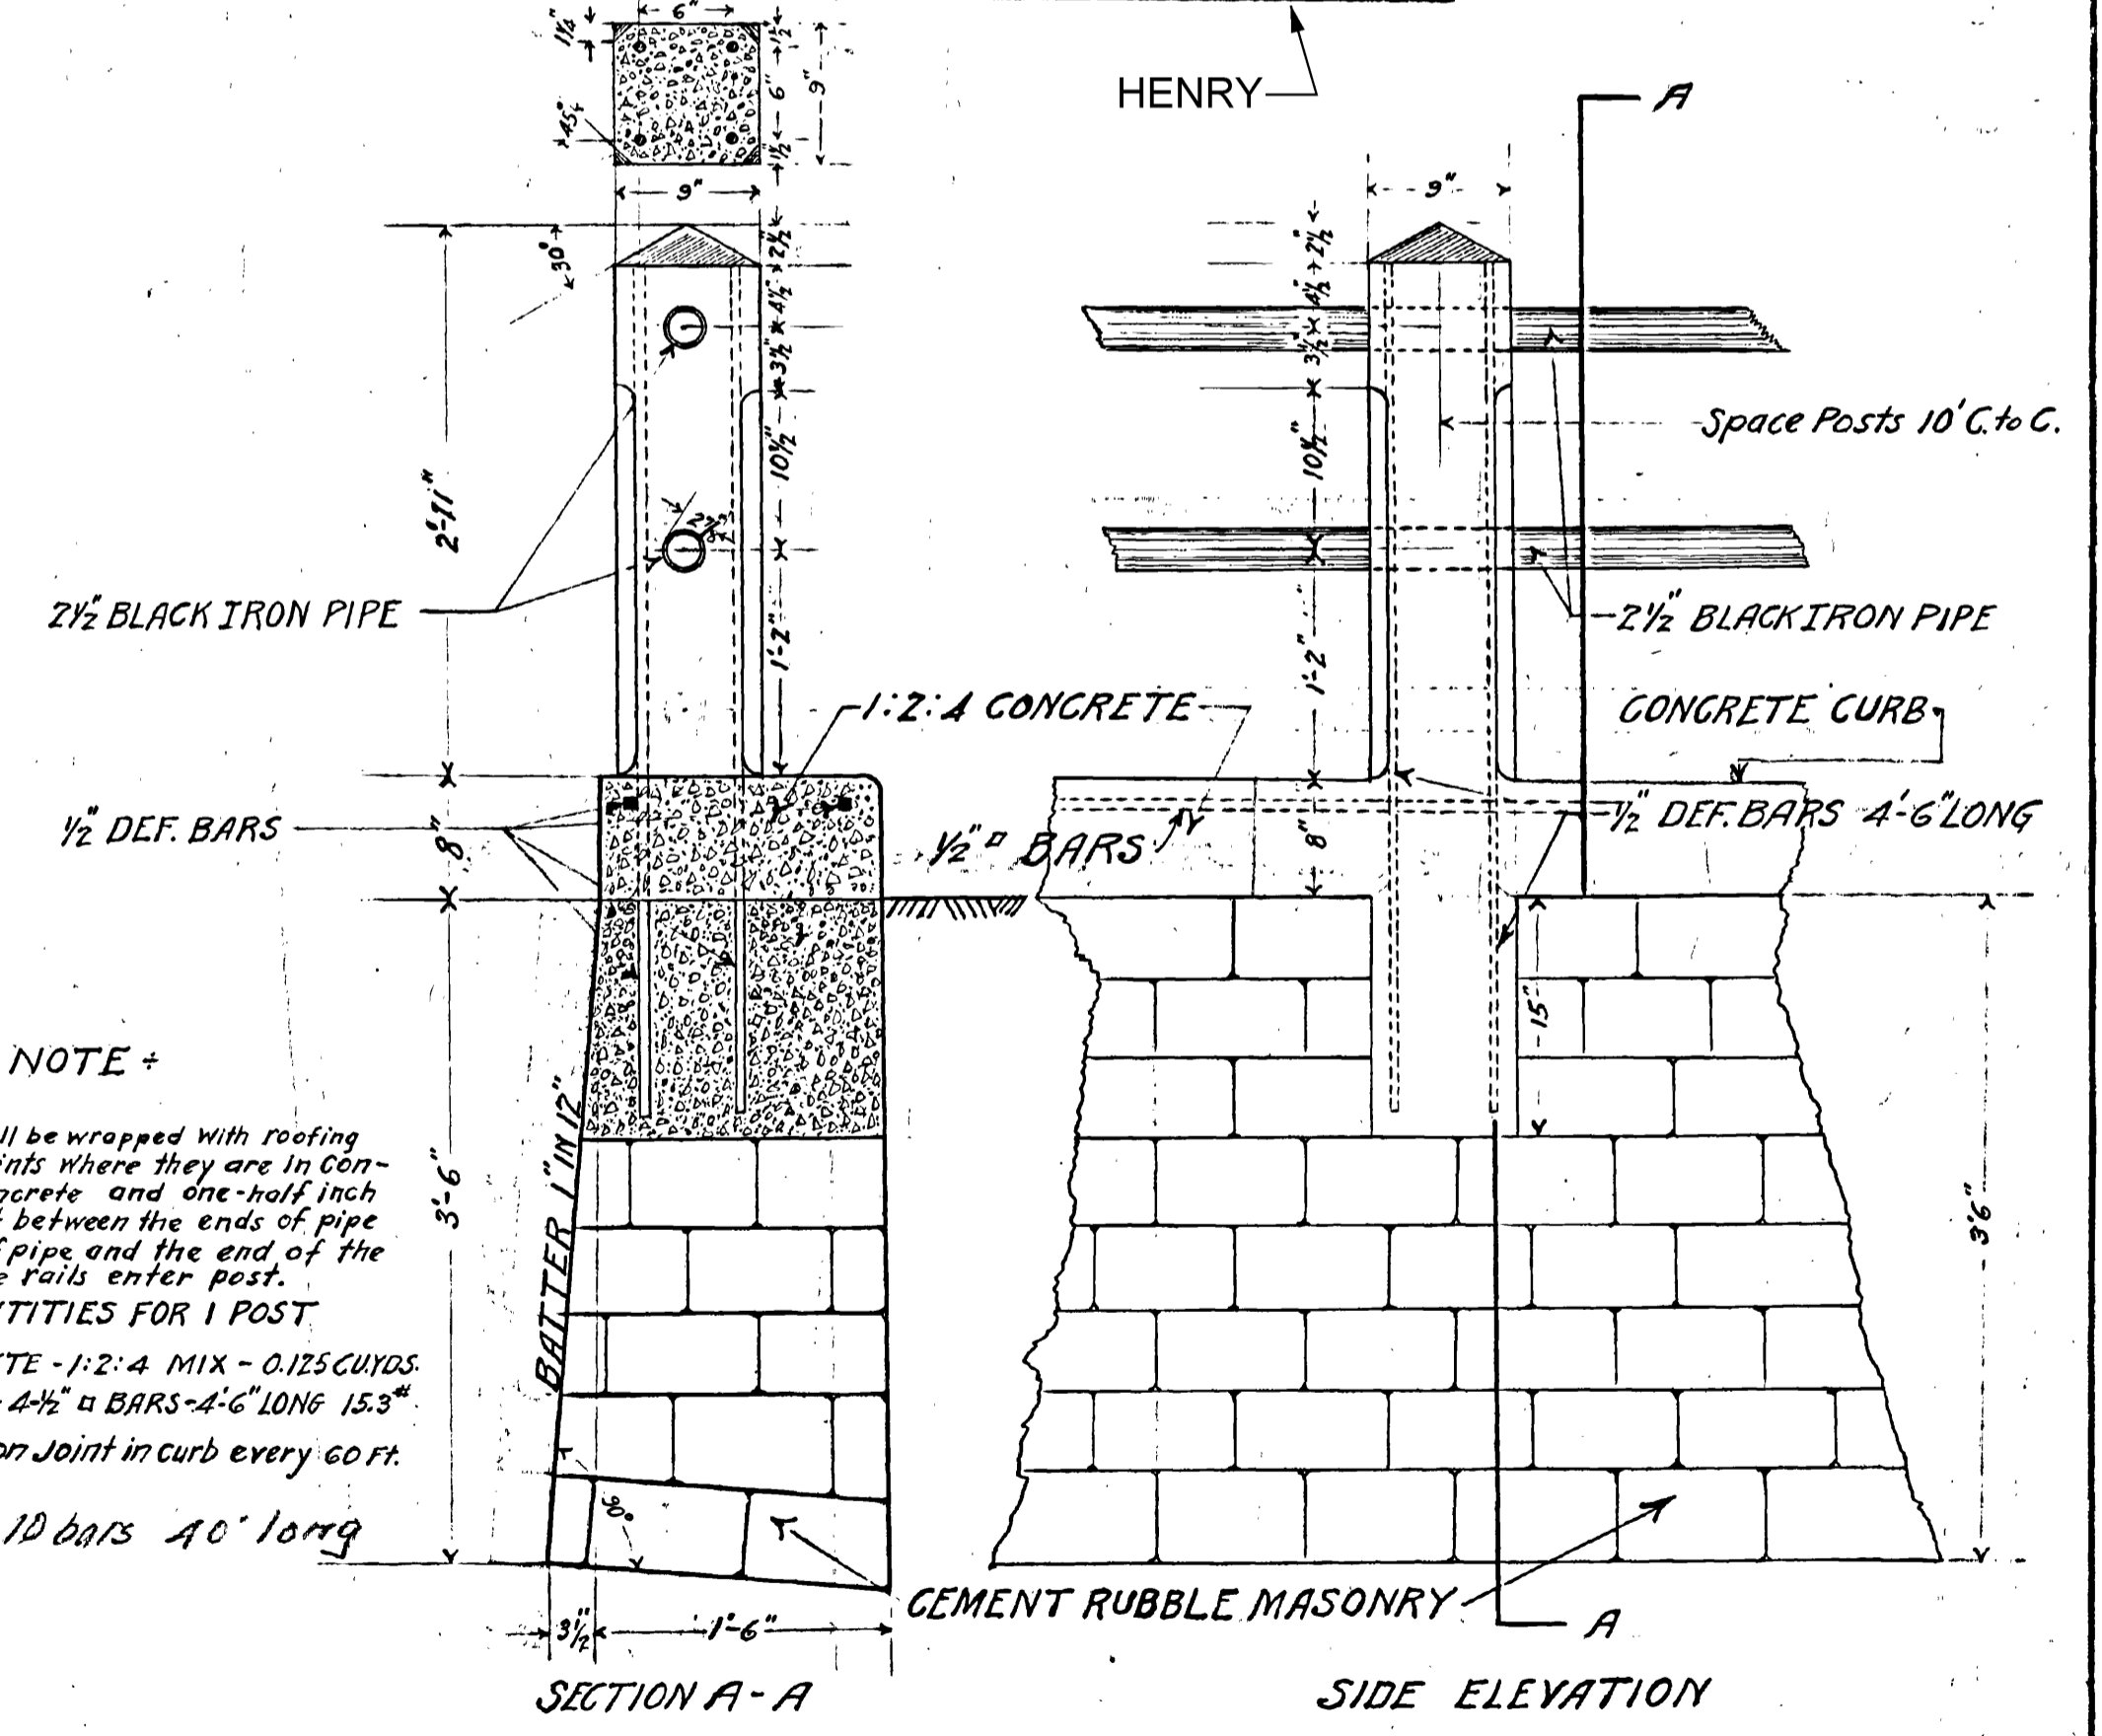 6"
1¼"
1½"
6"
9"
1½"
45°
HENRY
A
9"
9"
30°
2½"
4½"
3½"
10½"
1'-2"
2'-11"
2½"
4½"
3½"
10½"
1'-2"
Space Posts 10' C. to C.
2½" BLACK IRON PIPE
2½" BLACK IRON PIPE
1:2:4 CONCRETE
CONCRETE CURB
½" DEF. BARS
8"
½" ¤ BARS
8"
½" DEF. BARS 4'-6" LONG
15"
NOTE ÷
ll be wrapped with roofing
ints where they are in con-
ncrete and one-half inch
t between the ends of pipe
f pipe and the end of the
e rails enter post.
TITIES FOR 1 POST
TE - 1:2:4 MIX - 0.125 CU.YDS.
4-½" ¤ BARS-4'-6" LONG 15.3#
on Joint in curb every 60 Ft.
10 bars 40' long
BATTER 1" IN 12"
3'-6"
3'6"
90°
CEMENT RUBBLE MASONRY
3½"
1'-6"
A
SECTION A-A
SIDE ELEVATION